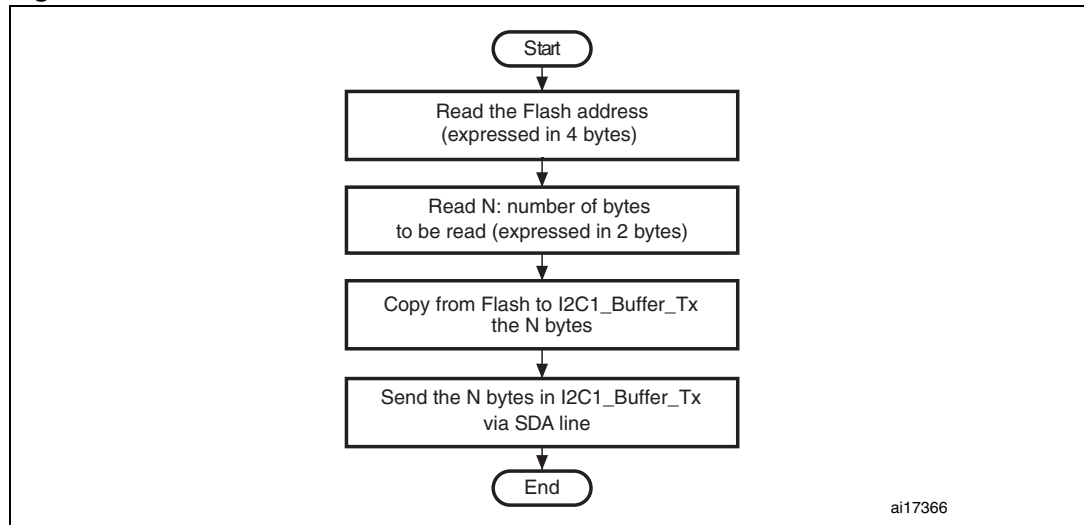 Start
Read the Flash address
(expressed in 4 bytes)
Read N: number of bytes
to be read (expressed in 2 bytes)
Copy from Flash to I2C1_Buffer_Tx
the N bytes
Send the N bytes in I2C1_Buffer_Tx
via SDA line
End
ai17366